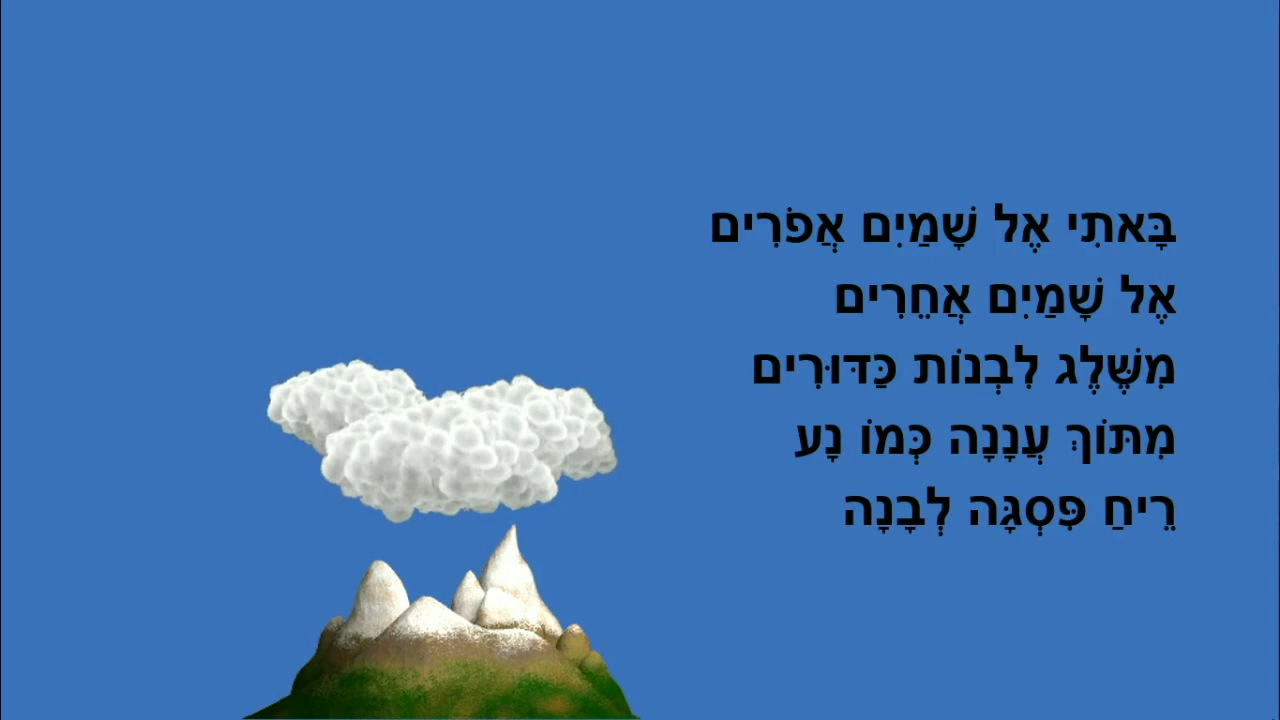 בָּאתִי אֶל שָׁמַיִם אֲפֹרִים
אֶל שָׁמַיִם אֲחֵרִים
מִשֶּׁלֶג לִבְנוֹת כַּדּוּרִים
מִתּוֹךְ עֲנָנָה כְּמוֹ נָע
רֵיחַ פִּסְגָּה לְבָנָה